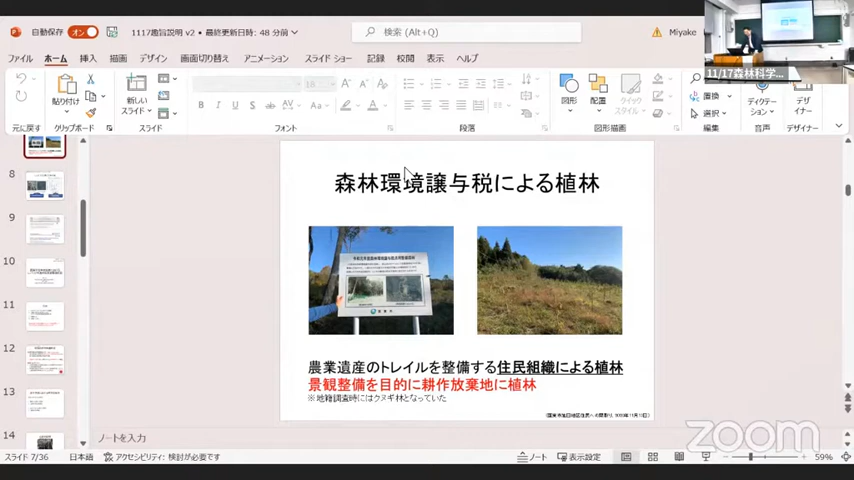 自動保存 オン 1117趣旨説明 v2 • 最終更新日時: 48 分前 検索 (Alt+Q) Miyake
11/17森林科学...
ファイル ホーム 挿入 描画 デザイン 画面切り替え アニメーション スライド ショー 記録 校閲 表示 ヘルプ
貼り付け 新しい スライド 18 図形 配置 クイック スタイル 置換 選択 ディクテーション デザイナー
元に戻す クリップボード スライド フォント 段落 図形描画 編集 音声 デザイナー
8
9
10
11
12
13
14
森林環境譲与税による植林
農業遺産のトレイルを整備する住民組織による植林
景観整備を目的に耕作放棄地に植林
※地籍調査時にはクヌギ林となっていた
ノートを入力
zoom
スライド 7/36 日本語 アクセシビリティ: 検討が必要です ノート 表示設定 59%